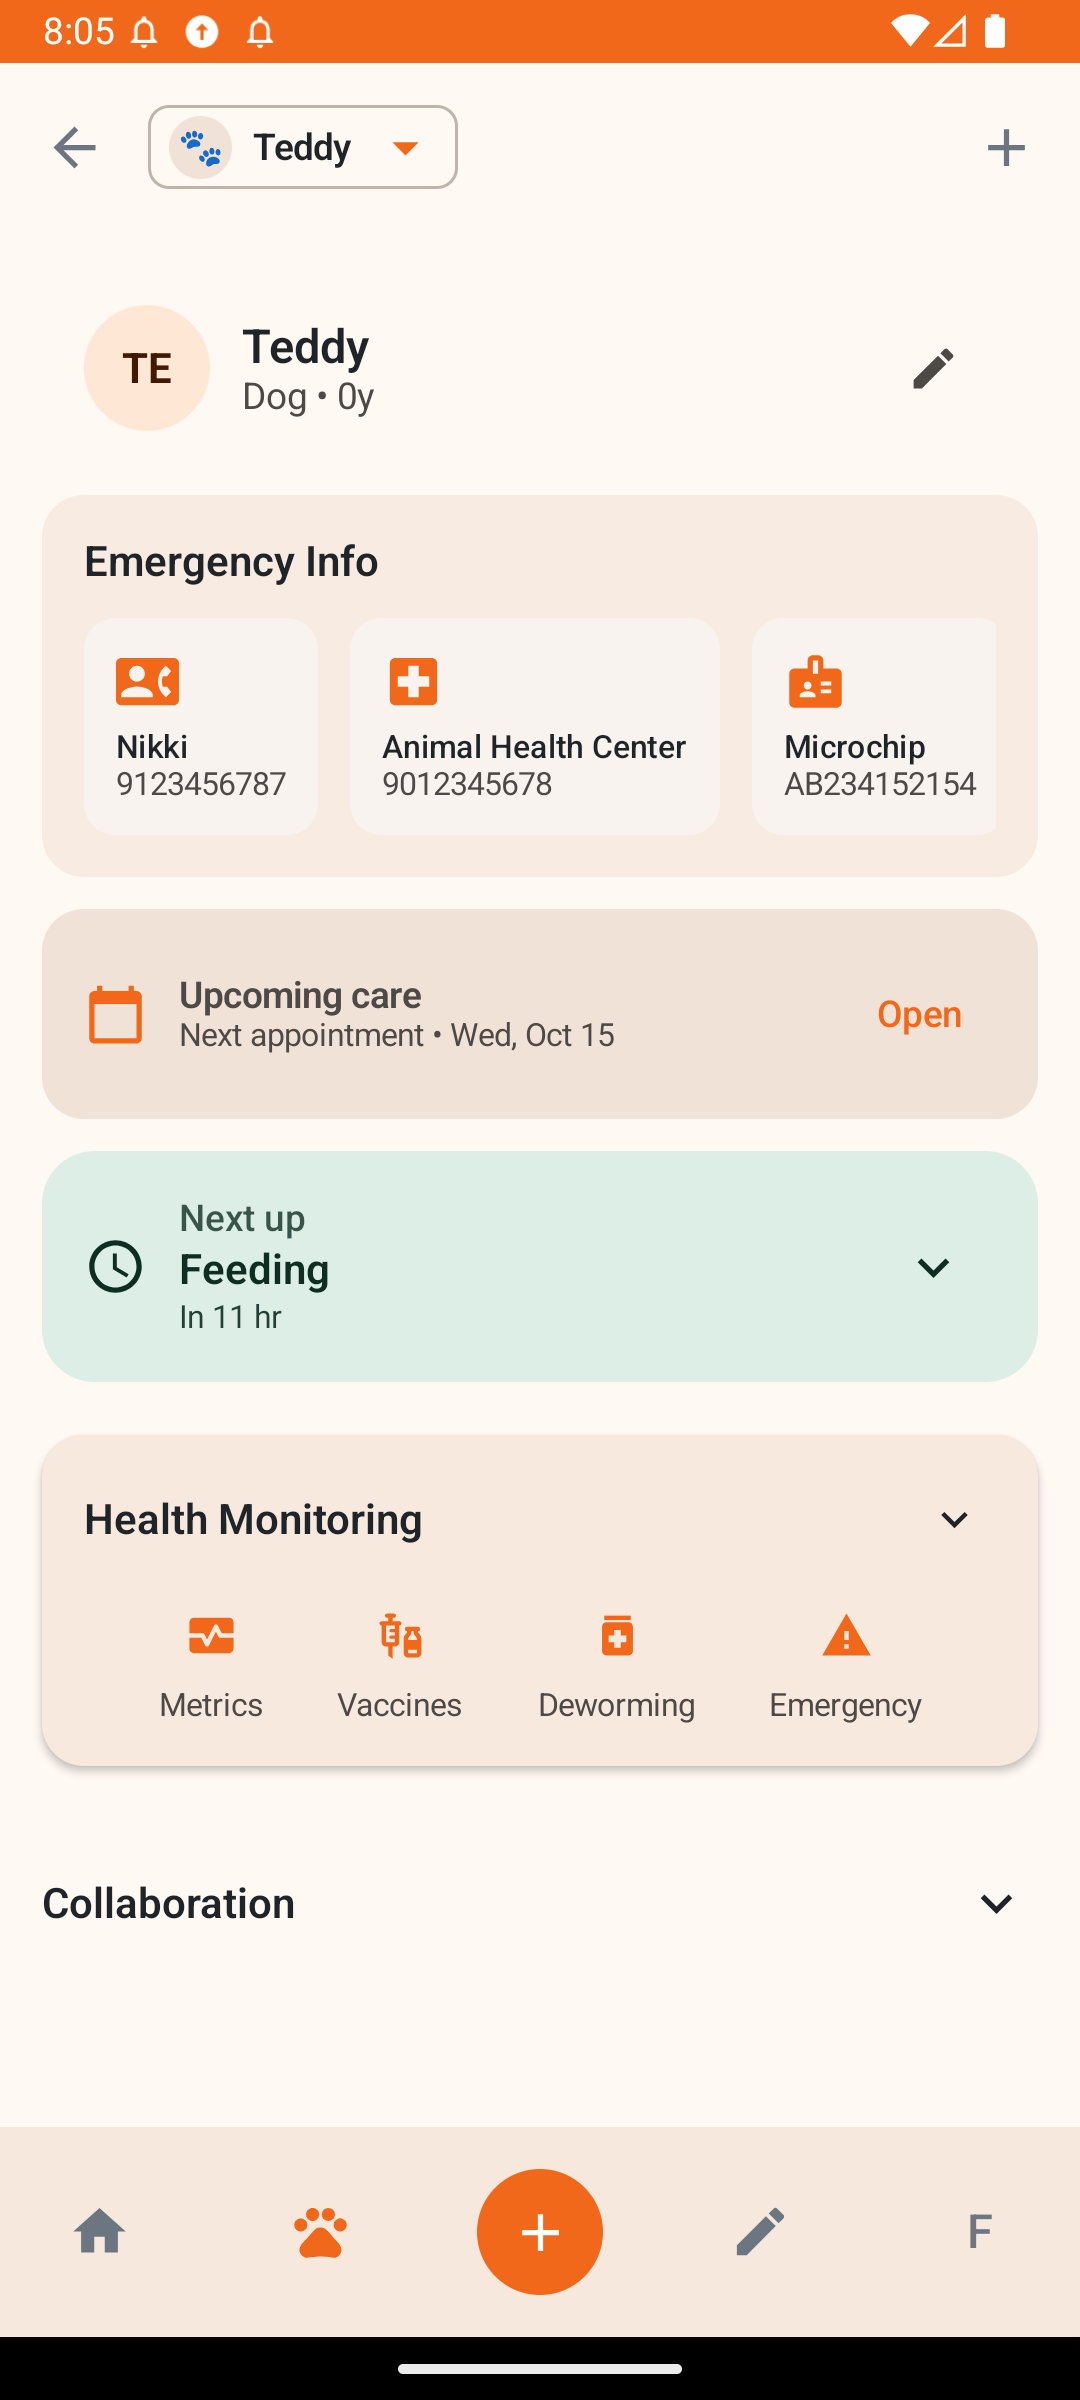 8:05
Teddy
TE
Teddy
Dog • 0y
Emergency Info
Nikki
9123456787
Animal Health Center
9012345678
Microchip
AB234152154
Upcoming care
Next appointment • Wed, Oct 15
Open
Next up
Feeding
In 11 hr
Health Monitoring
Metrics
Vaccines
Deworming
Emergency
Collaboration
F